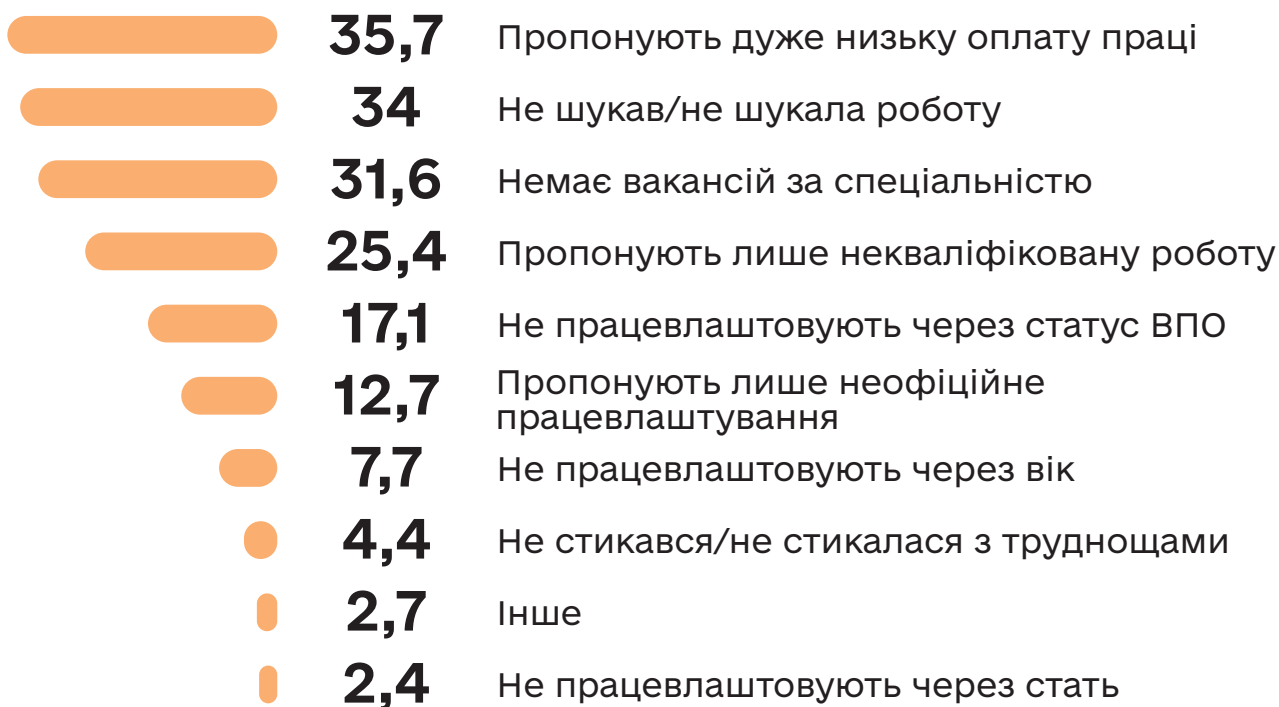 35,7 Пропонують дуже низьку оплату праці
34 Не шукав/не шукала роботу
31,6 Немає вакансій за спеціальністю
25,4 Пропонують лише некваліфіковану роботу
17,1 Не працевлаштовують через статус ВПО
12,7 Пропонують лише неофіційне
працевлаштування
7,7 Не працевлаштовують через вік
4,4 Не стикався/не стикалася з труднощами
2,7 Інше
2,4 Не працевлаштовують через стать